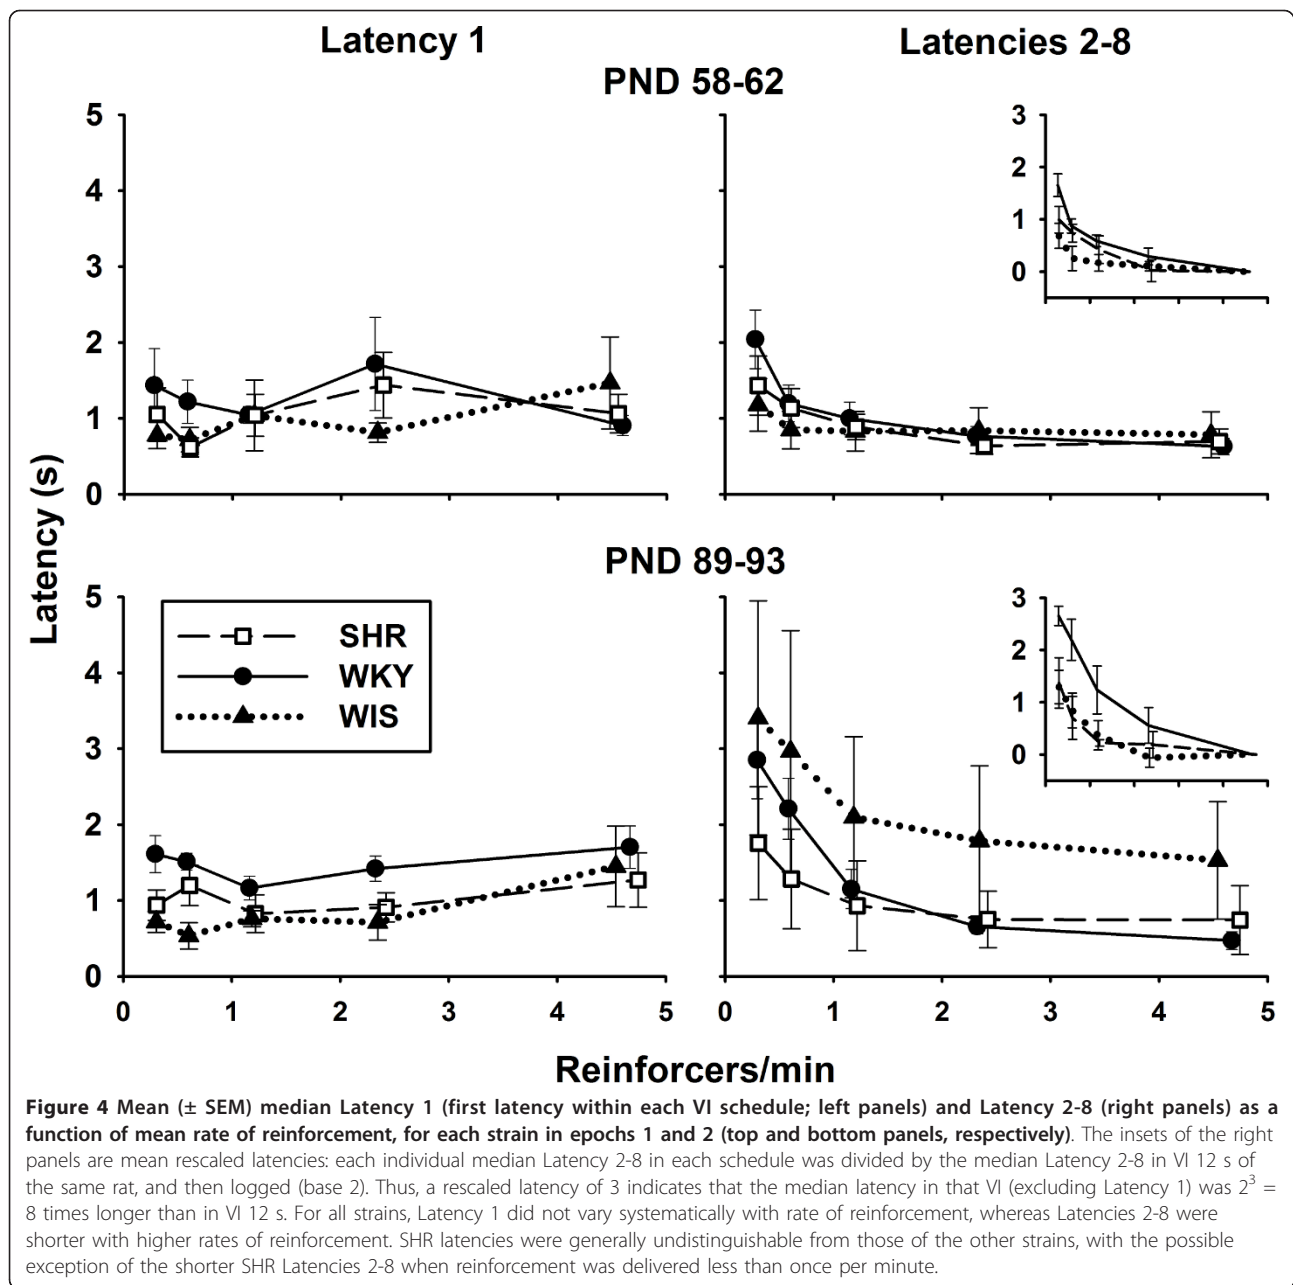 Latency 1
Latencies 2-8
PND 58-62
5
4
3
2
1
0
0
1
2
3
4
5
3
2
1
0
Latency (s)
PND 89-93
5
4
3
2
1
0
SHR
WKY
WIS
3
2
1
0
0
1
2
3
4
5
0
1
2
3
4
5
Reinforcers/min
Figure 4 Mean (± SEM) median Latency 1 (first latency within each VI schedule; left panels) and Latency 2-8 (right panels) as a
function of mean rate of reinforcement, for each strain in epochs 1 and 2 (top and bottom panels, respectively). The insets of the right
panels are mean rescaled latencies: each individual median Latency 2-8 in each schedule was divided by the median Latency 2-8 in VI 12 s of
the same rat, and then logged (base 2). Thus, a rescaled latency of 3 indicates that the median latency in that VI (excluding Latency 1) was 2³ =
8 times longer than in VI 12 s. For all strains, Latency 1 did not vary systematically with rate of reinforcement, whereas Latencies 2-8 were
shorter with higher rates of reinforcement. SHR latencies were generally undistinguishable from those of the other strains, with the possible
exception of the shorter SHR Latencies 2-8 when reinforcement was delivered less than once per minute.